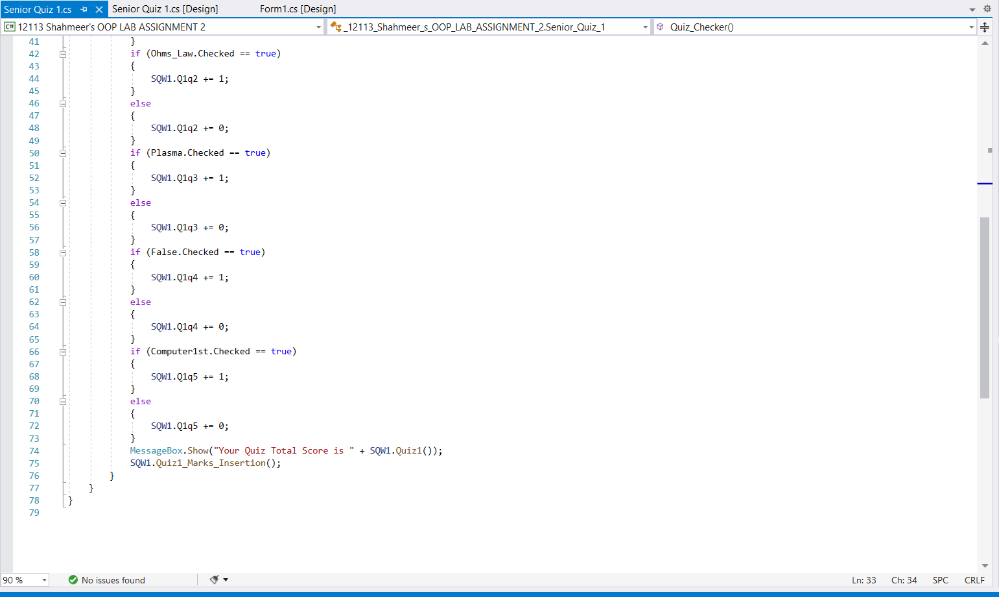 Senior Quiz 1.cs Senior Quiz 1.cs [Design] Form1.cs [Design]
C# 12113 Shahmeer's OOP LAB ASSIGNMENT 2 _12113_Shahmeer_s_OOP_LAB_ASSIGNMENT_2.Senior_Quiz_1 Quiz_Checker()
41 }
42 if (Ohms_Law.Checked == true)
43 {
44 SQW1.Q1q2 += 1;
45 }
46 else
47 {
48 SQW1.Q1q2 += 0;
49 }
50 if (Plasma.Checked == true)
51 {
52 SQW1.Q1q3 += 1;
53 }
54 else
55 {
56 SQW1.Q1q3 += 0;
57 }
58 if (False.Checked == true)
59 {
60 SQW1.Q1q4 += 1;
61 }
62 else
63 {
64 SQW1.Q1q4 += 0;
65 }
66 if (Computer1st.Checked == true)
67 {
68 SQW1.Q1q5 += 1;
69 }
70 else
71 {
72 SQW1.Q1q5 += 0;
73 }
74 MessageBox.Show("Your Quiz Total Score is " + SQW1.Quiz1());
75 SQW1.Quiz1_Marks_Insertion();
76 }
77 }
78 }
79
90 % No issues found Ln: 33 Ch: 34 SPC CRLF